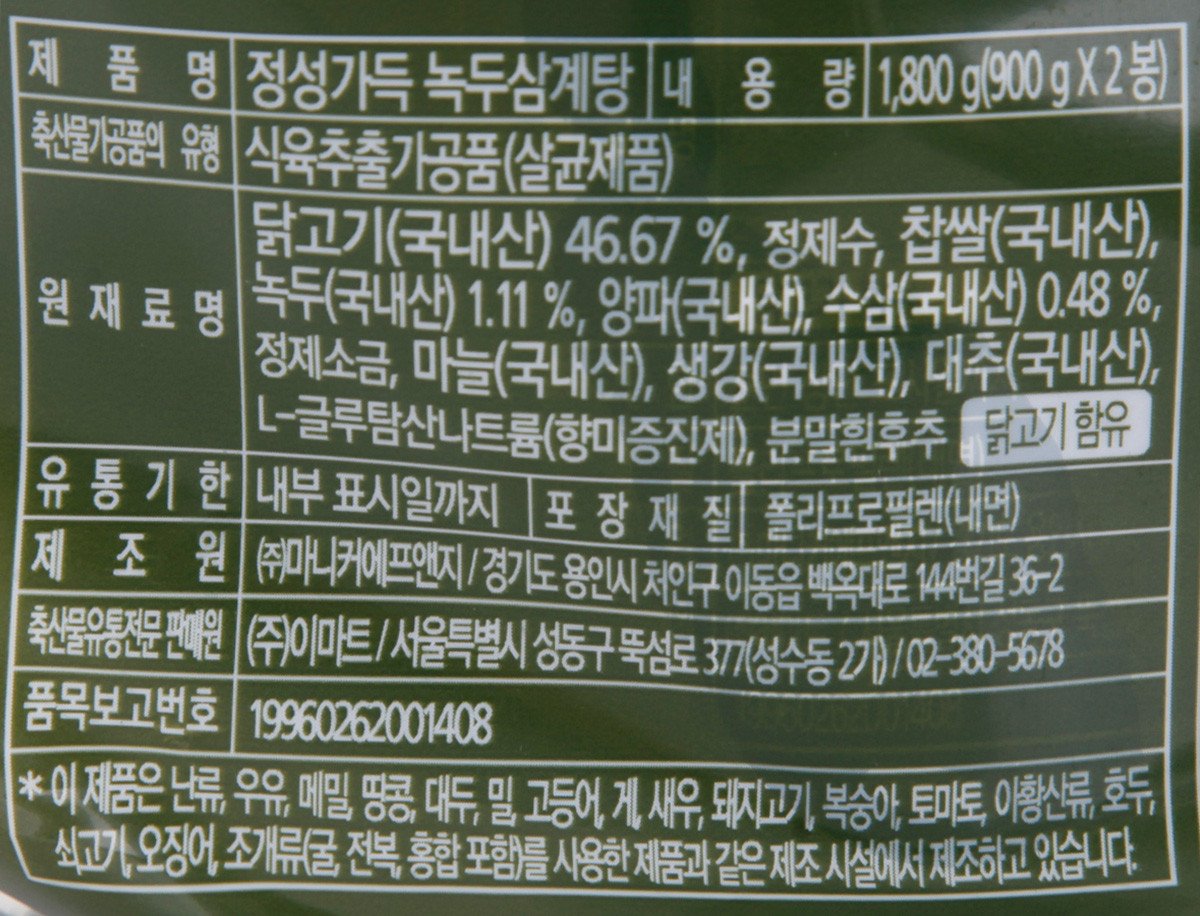 제 품 명 정성가득 녹두삼계탕 내 용 량 1,800 g(900 g X 2봉)
축산물가공품의 유형 식육추출가공품(살균제품)
원 재 료 명 닭고기(국내산) 46.67 %, 정제수, 찹쌀(국내산),
녹두(국내산) 1.11 %, 양파(국내산), 수삼(국내산) 0.48 %,
정제소금, 마늘(국내산), 생강(국내산), 대추(국내산),
L-글루탐산나트륨(향미증진제), 분말흰후추 닭고기 함유
유 통 기 한 내부 표시일까지 포 장 재 질 폴리프로필렌(내면)
제 조 원 (주)마니커에프앤지 / 경기도 용인시 처인구 이동읍 백옥대로 144번길 36-2
축산물유통전문 판매원 (주)이마트 / 서울특별시 성동구 뚝섬로 377(성수동 2가) / 02-380-5678
품목보고번호 19960262001408
* 이 제품은 난류, 우유, 메밀, 땅콩, 대두, 밀, 고등어, 게, 새우, 돼지고기, 복숭아, 토마토, 아황산류, 호두,
쇠고기, 오징어, 조개류(굴, 전복, 홍합 포함)를 사용한 제품과 같은 제조 시설에서 제조하고 있습니다.